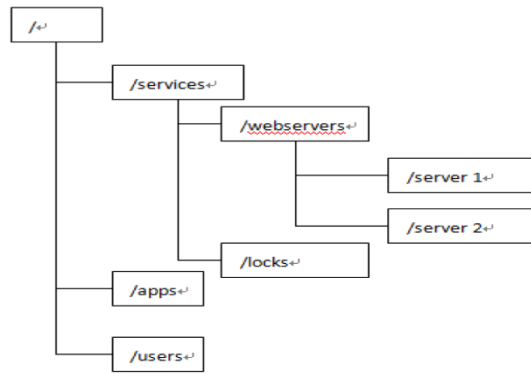 /↵
/services↵
/webservers↵
/server 1↵
/server 2↵
/locks↵
/apps↵
/users↵